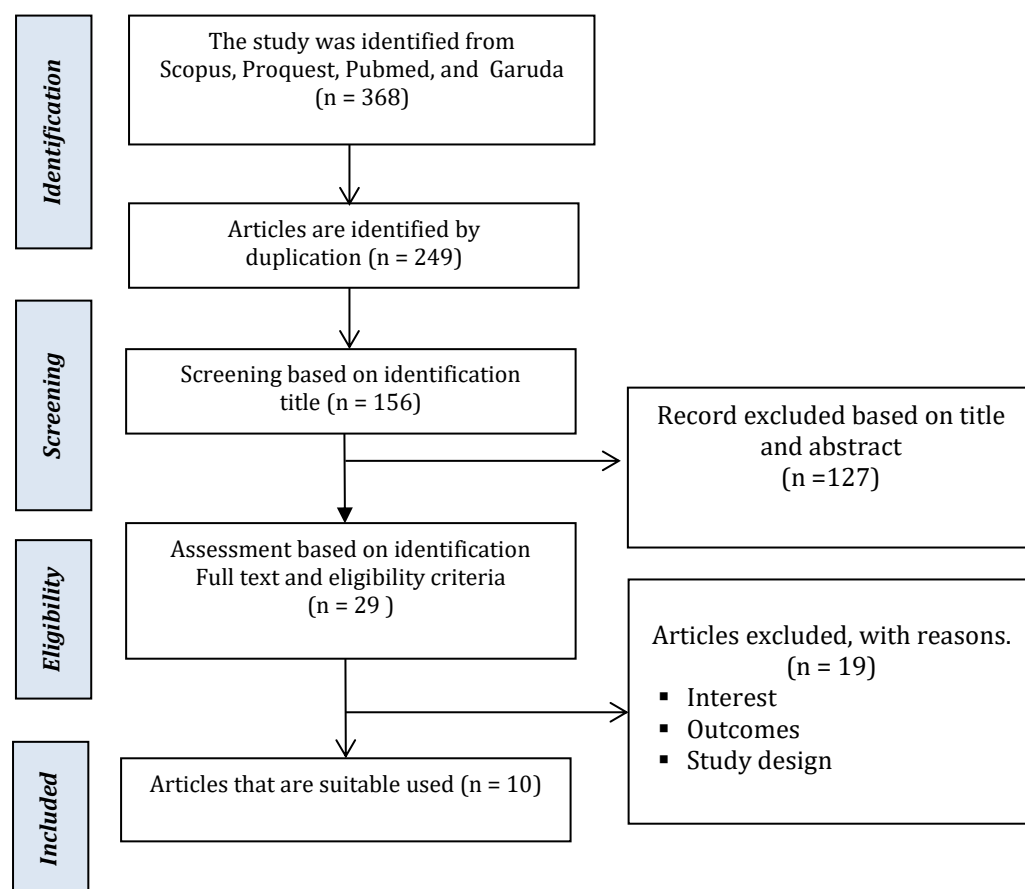 Identification
The study was identified from
Scopus, Proquest, Pubmed, and Garuda
(n = 368)
Articles are identified by
duplication (n = 249)
Screening
Screening based on identification
title (n = 156)
Record excluded based on title
and abstract
(n =127)
Eligibility
Assessment based on identification
Full text and eligibility criteria
(n = 29 )
Articles excluded, with reasons.
(n = 19)
▪ Interest
▪ Outcomes
▪ Study design
Included
Articles that are suitable used (n = 10)